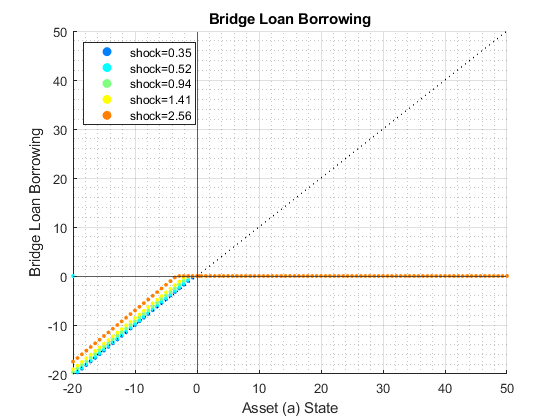 Bridge Loan Borrowing
shock=0.35
shock=0.52
shock=0.94
shock=1.41
shock=2.56
50
40
30
20
10
0
-10
-20
Bridge Loan Borrowing
-20 -10 0 10 20 30 40 50
Asset (a) State